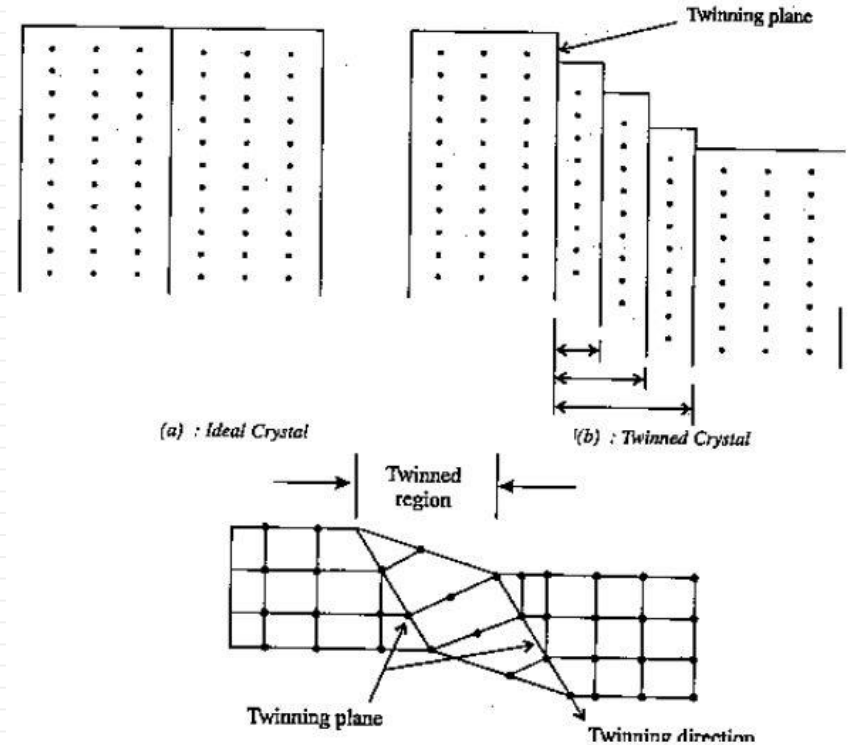 Twinning plane
(a) : Ideal Crystal
(b) : Twinned Crystal
Twinned
region
Twinning plane
Twinning direction